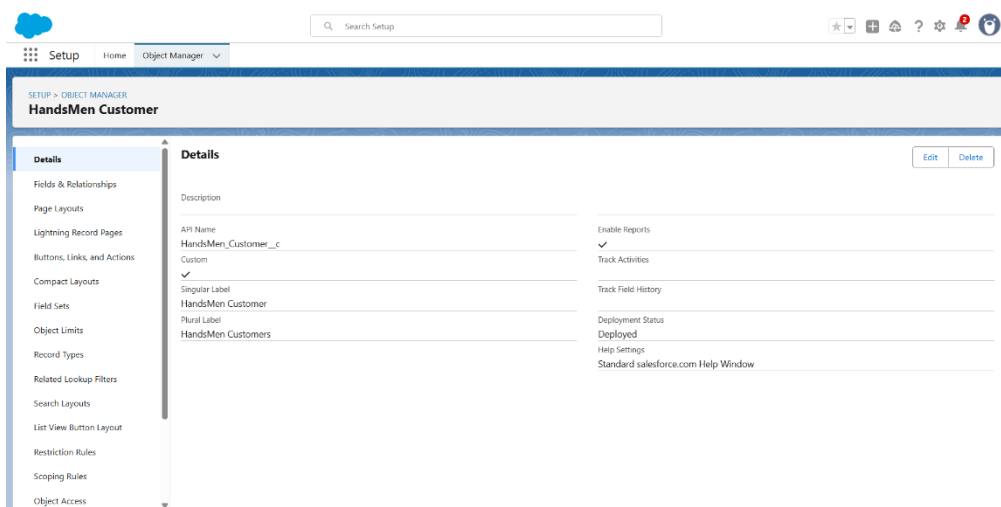 Search Setup
2
Setup
Home
Object Manager
SETUP > OBJECT MANAGER
HandsMen Customer
Details
Fields & Relationships
Page Layouts
Lightning Record Pages
Buttons, Links, and Actions
Compact Layouts
Field Sets
Object Limits
Record Types
Related Lookup Filters
Search Layouts
List View Button Layout
Restriction Rules
Scoping Rules
Object Access
Details
Edit
Delete
Description
API Name
HandsMen_Customer__c
Custom
Singular Label
HandsMen Customer
Plural Label
HandsMen Customers
Enable Reports
Track Activities
Track Field History
Deployment Status
Deployed
Help Settings
Standard salesforce.com Help Window